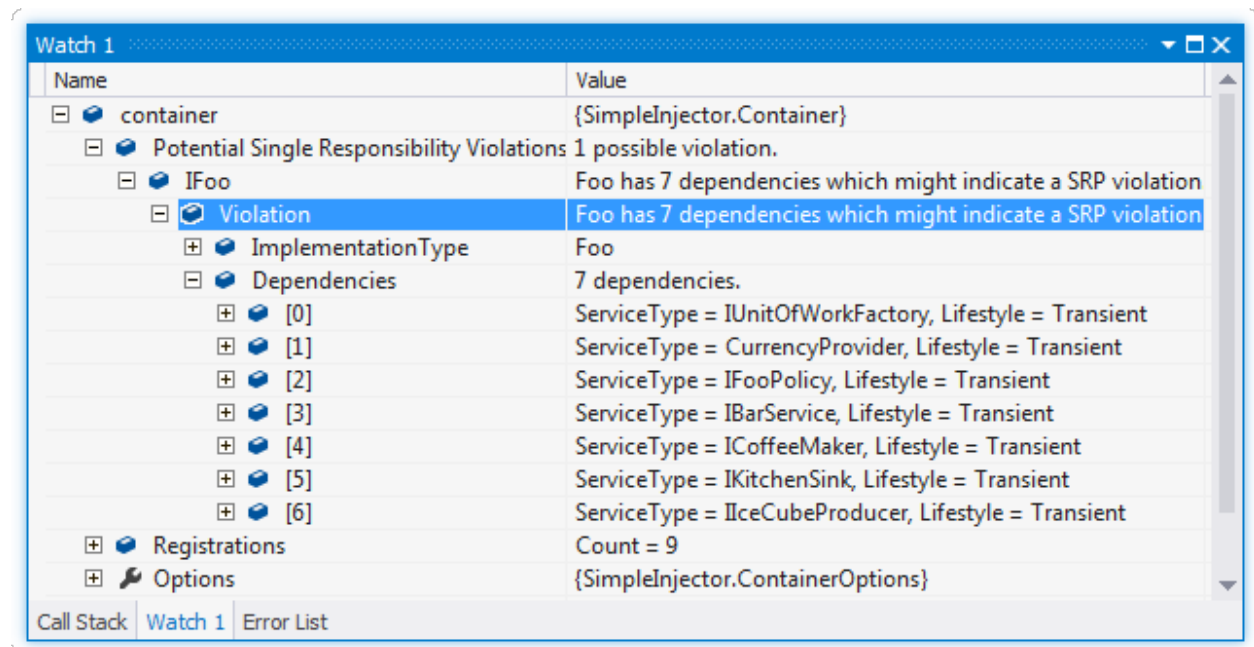 Watch 1
Name Value
container {SimpleInjector.Container}
Potential Single Responsibility Violations 1 possible violation.
IFoo Foo has 7 dependencies which might indicate a SRP violation
Violation Foo has 7 dependencies which might indicate a SRP violation
ImplementationType Foo
Dependencies 7 dependencies.
[0] ServiceType = IUnitOfWorkFactory, Lifestyle = Transient
[1] ServiceType = CurrencyProvider, Lifestyle = Transient
[2] ServiceType = IFooPolicy, Lifestyle = Transient
[3] ServiceType = IBarService, Lifestyle = Transient
[4] ServiceType = ICoffeeMaker, Lifestyle = Transient
[5] ServiceType = IKitchenSink, Lifestyle = Transient
[6] ServiceType = IIceCubeProducer, Lifestyle = Transient
Registrations Count = 9
Options {SimpleInjector.ContainerOptions}
Call Stack Watch 1 Error List